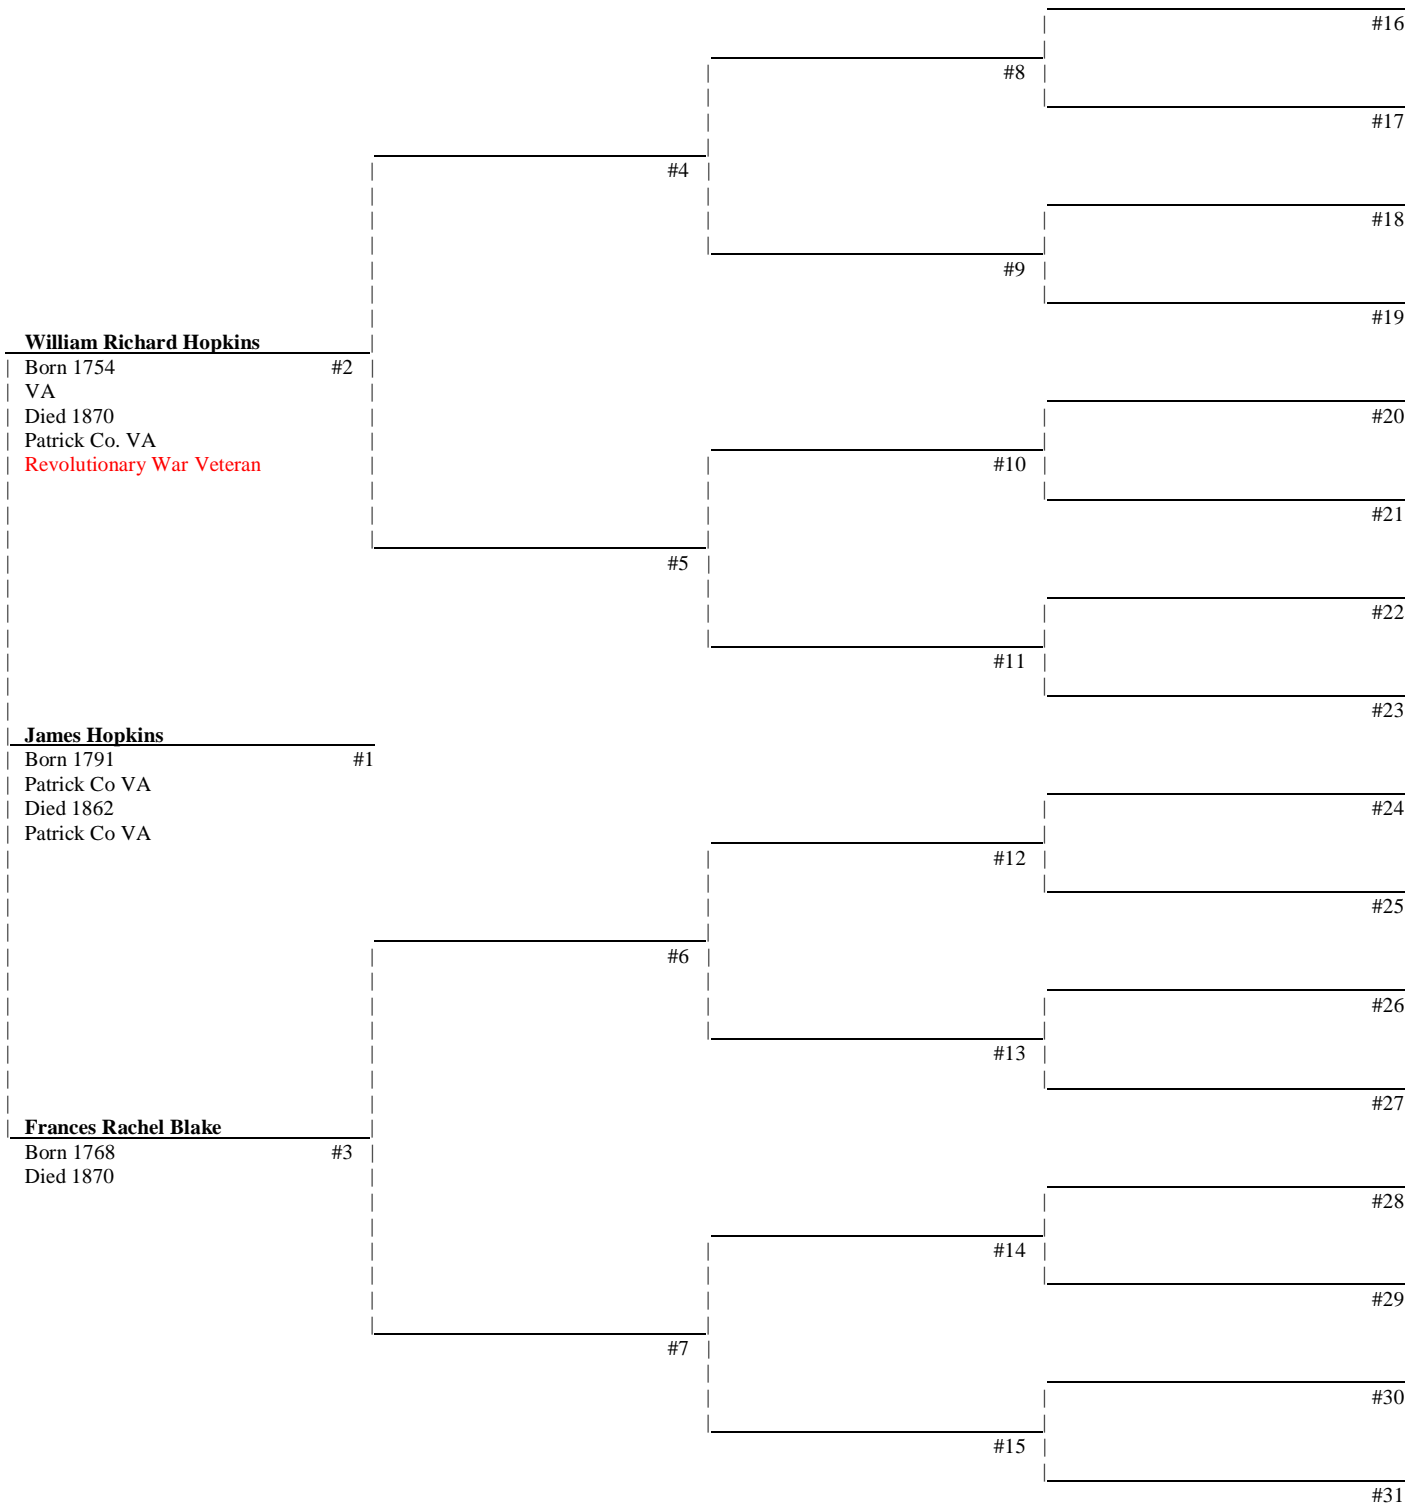 #16
#8
#17
#4
#18
#9
#19
William Richard Hopkins
Born 1754 #2
VA
Died 1870
Patrick Co. VA
Revolutionary War Veteran
#20
#10
#21
#5
#22
#11
#23
James Hopkins
Born 1791 #1
Patrick Co VA
Died 1862
Patrick Co VA
#24
#12
#25
#6
#26
#13
#27
Frances Rachel Blake
Born 1768 #3
Died 1870
#28
#14
#29
#7
#30
#15
#31